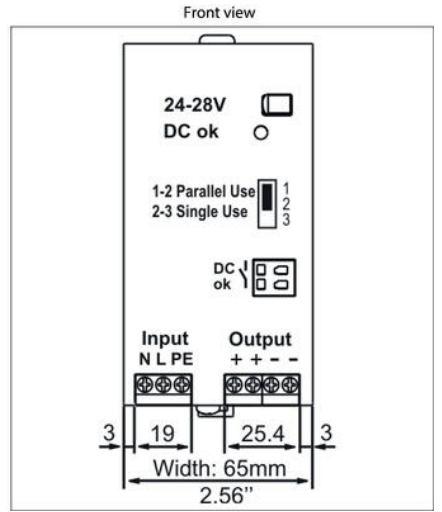 Front view
24-28V
DC ok
1-2 Parallel Use
2-3 Single Use
1
2
3
DC
ok
Input Output
N L PE + + - -
3 19 25.4 3
Width: 65mm
2.56”